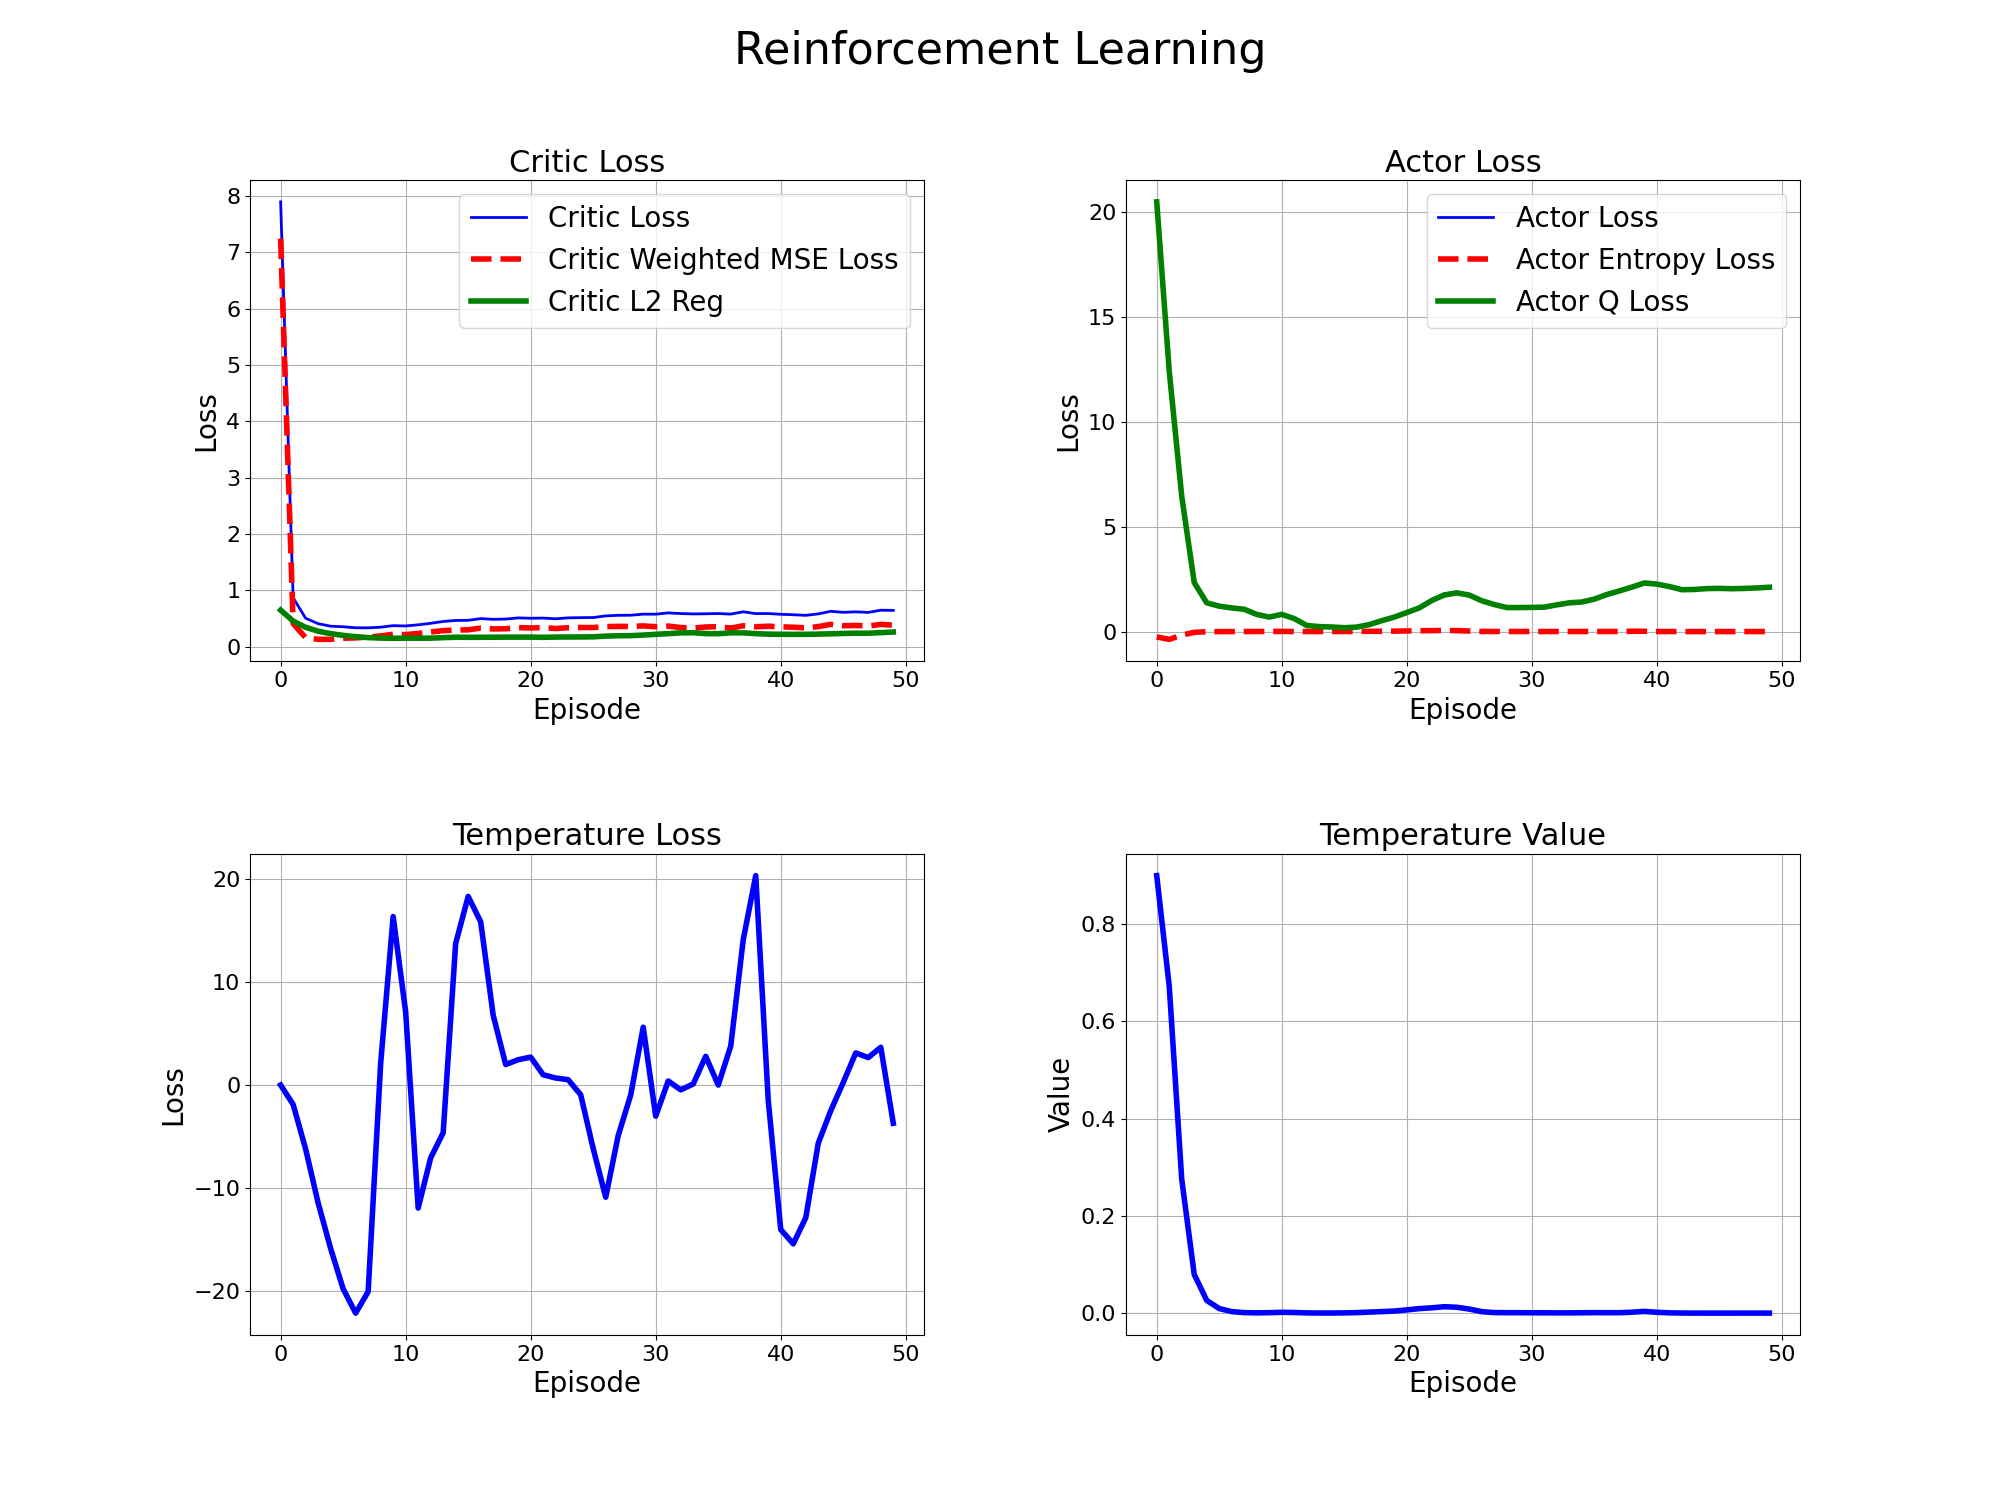 Reinforcement Learning
Critic Loss
8
7
6
5
4
3
2
1
0
Loss
Critic Loss
Critic Weighted MSE Loss
Critic L2 Reg
0 10 20 30 40 50
Episode
Actor Loss
20
15
10
5
0
Loss
Actor Loss
Actor Entropy Loss
Actor Q Loss
0 10 20 30 40 50
Episode
Temperature Loss
20
10
0
−10
−20
Loss
0 10 20 30 40 50
Episode
Temperature Value
0.8
0.6
0.4
0.2
0.0
Value
0 10 20 30 40 50
Episode